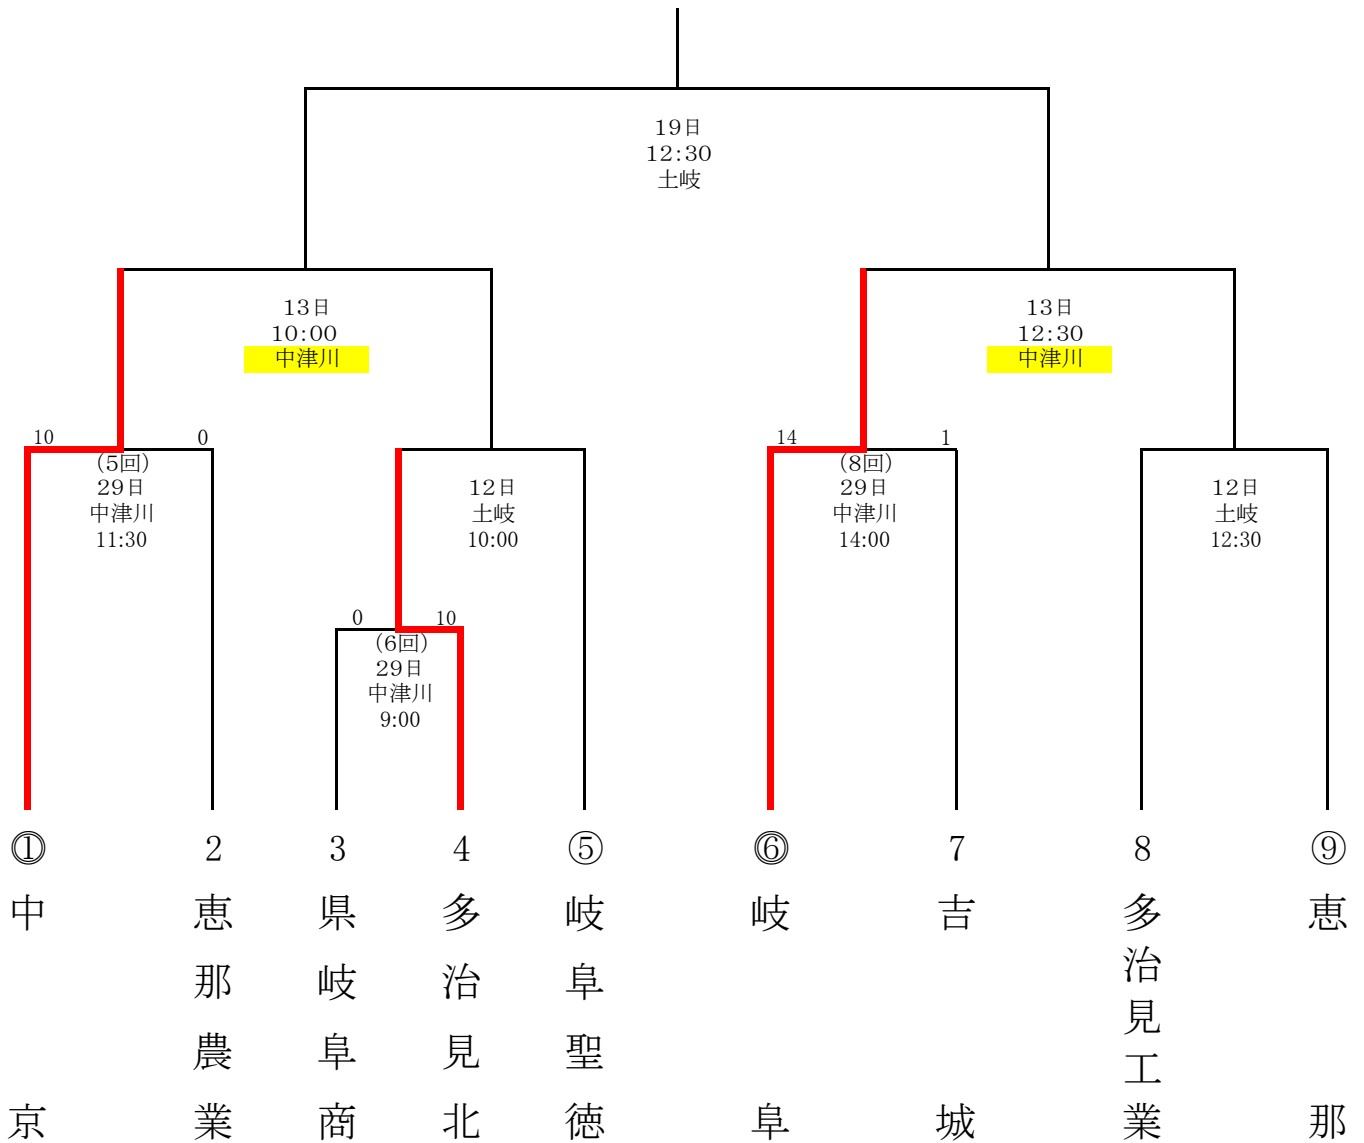 19日
12:30
土岐
13日
10:00
中津川
13日
12:30
中津川
10
0
(5回)
29日
中津川
11:30
12日
土岐
10:00
14
1
(8回)
29日
中津川
14:00
12日
土岐
12:30
0
10
(6回)
29日
中津川
9:00
① 中京
2 恵那農業
3 県岐阜商
4 多治見北
⑤ 岐阜聖徳
⑥ 岐阜
7 吉城
8 多治見工業
⑨ 恵那